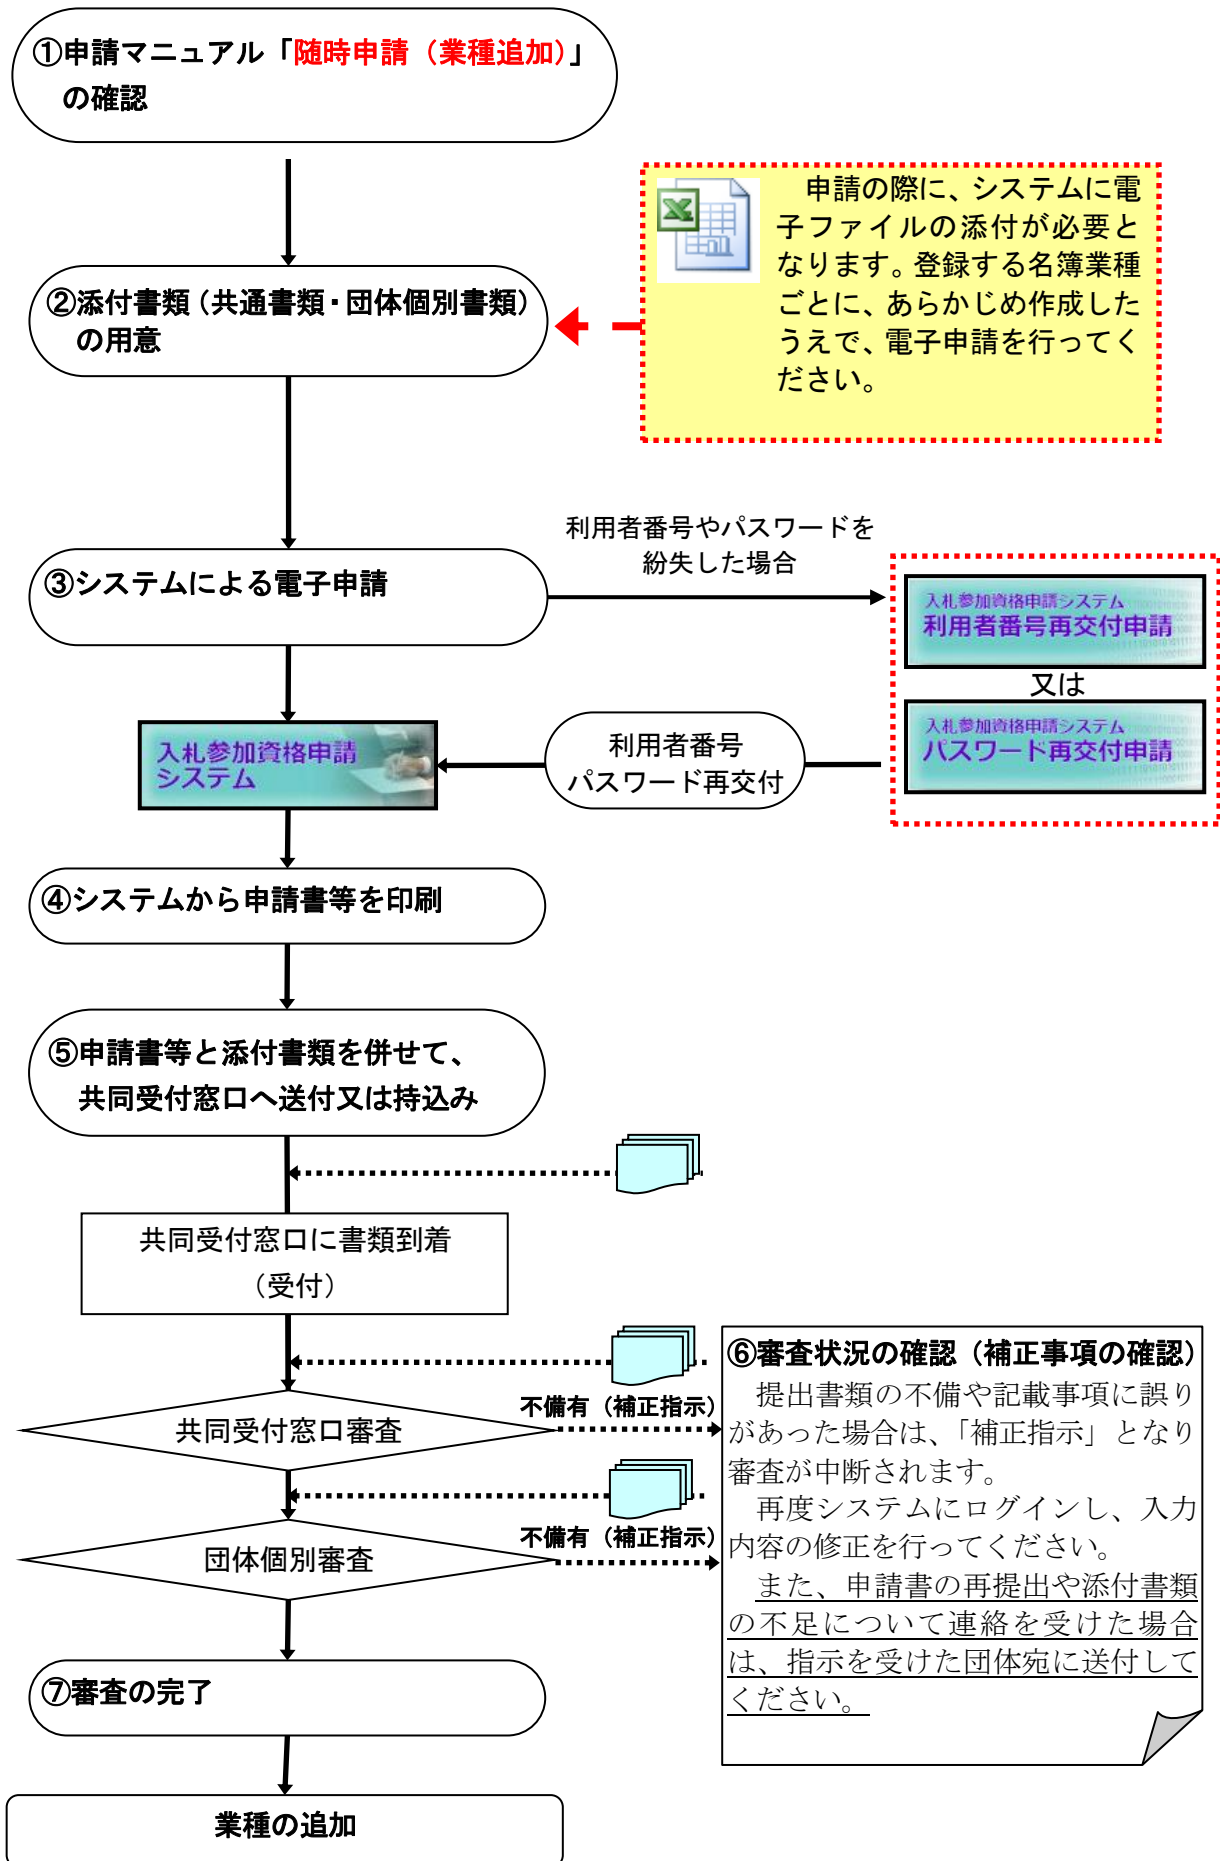 ①申請マニュアル「随時申請（業種追加）」
の確認
申請の際に、システムに電
子ファイルの添付が必要と
なります。登録する名簿業種
ごとに、あらかじめ作成した
うえで、電子申請を行ってく
ださい。
②添付書類（共通書類・団体個別書類）
の用意
利用者番号やパスワードを
紛失した場合
③システムによる電子申請
入札参加資格申請システム
利用者番号再交付申請
又は
入札参加資格申請システム
パスワード再交付申請
利用者番号
パスワード再交付
入札参加資格申請
システム
④システムから申請書等を印刷
⑤申請書等と添付書類を併せて、
共同受付窓口へ送付又は持込み
共同受付窓口に書類到着
（受付）
不備有（補正指示）
共同受付窓口審査
不備有（補正指示）
団体個別審査
⑥審査状況の確認（補正事項の確認）
提出書類の不備や記載事項に誤り
があった場合は、「補正指示」となり
審査が中断されます。
再度システムにログインし、入力
内容の修正を行ってください。
また、申請書の再提出や添付書類
の不足について連絡を受けた場合
は、指示を受けた団体宛に送付して
ください。
⑦審査の完了
業種の追加